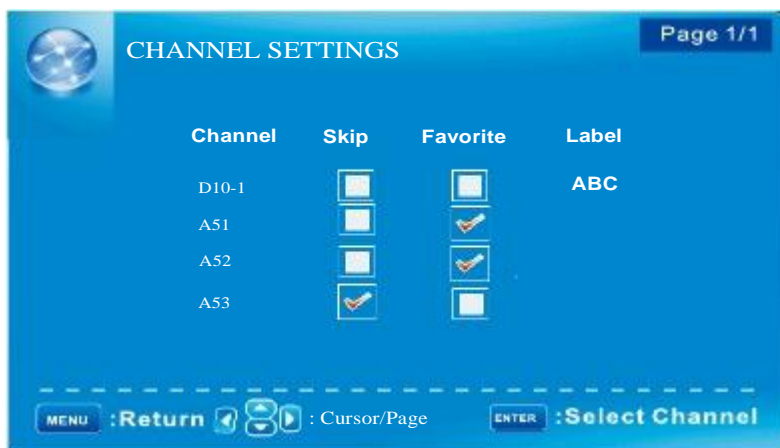 CHANNEL SETTINGS Page 1/1
Channel Skip Favorite Label
D10-1 ABC
A51
A52
A53
MENU :Return : Cursor/Page ENTER :Select Channel